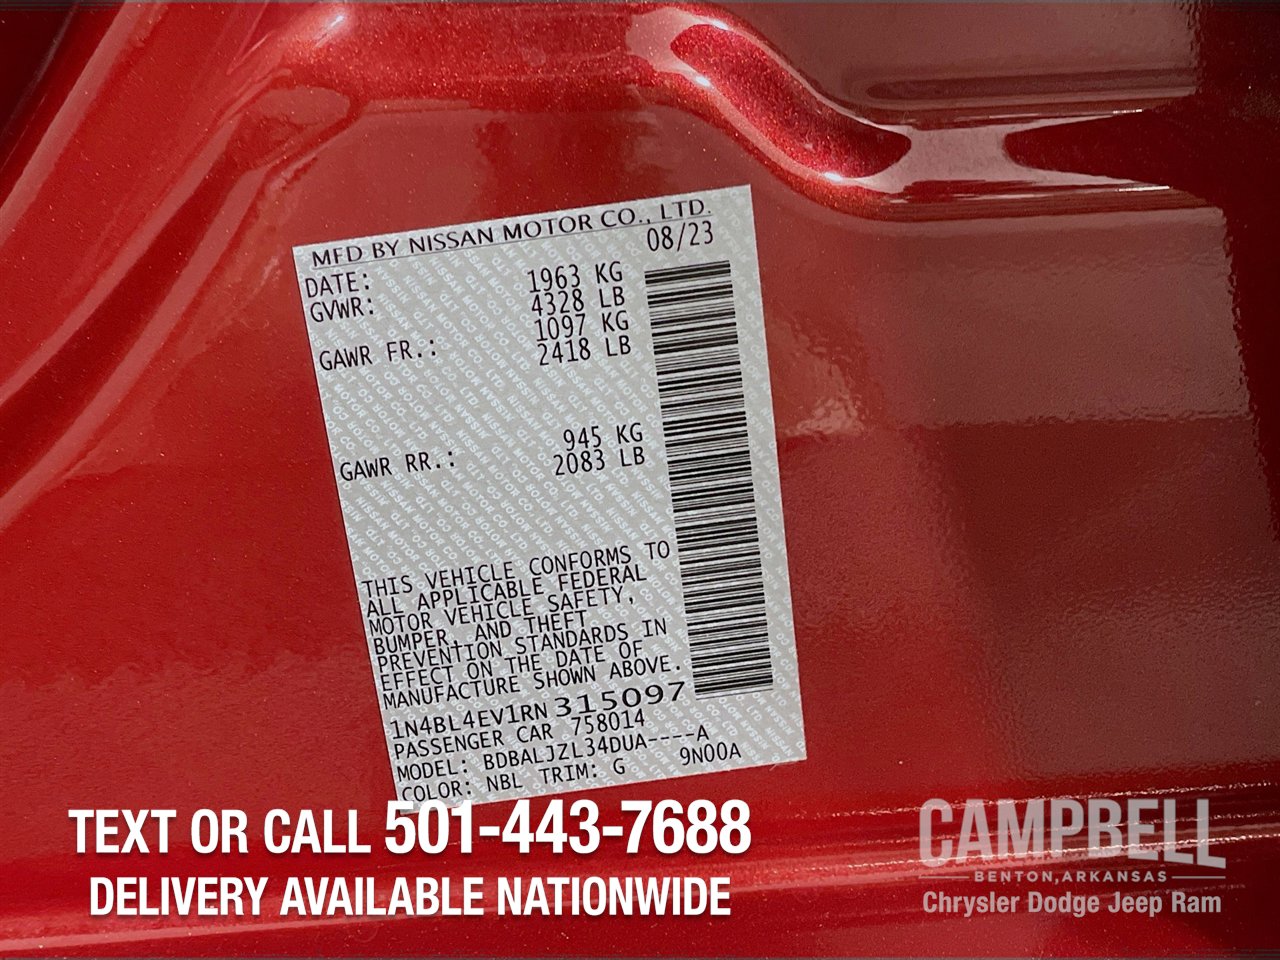 MFD BY NISSAN MOTOR CO., LTD.
DATE: 08/23
GVWR: 1963 KG
4328 LB
GAWR FR.: 1097 KG
2418 LB
GAWR RR.: 945 KG
2083 LB
THIS VEHICLE CONFORMS TO
ALL APPLICABLE FEDERAL
MOTOR VEHICLE SAFETY,
BUMPER, AND THEFT
PREVENTION STANDARDS IN
EFFECT ON THE DATE OF
MANUFACTURE SHOWN ABOVE.
1N4BL4EV1RN315097
PASSENGER CAR 758014
MODEL: BDBALJZL34DUA----A
COLOR: NBL TRIM: G 9N00A
TEXT OR CALL 501-443-7688
DELIVERY AVAILABLE NATIONWIDE
CAMPBELL
BENTON, ARKANSAS
Chrysler Dodge Jeep Ram